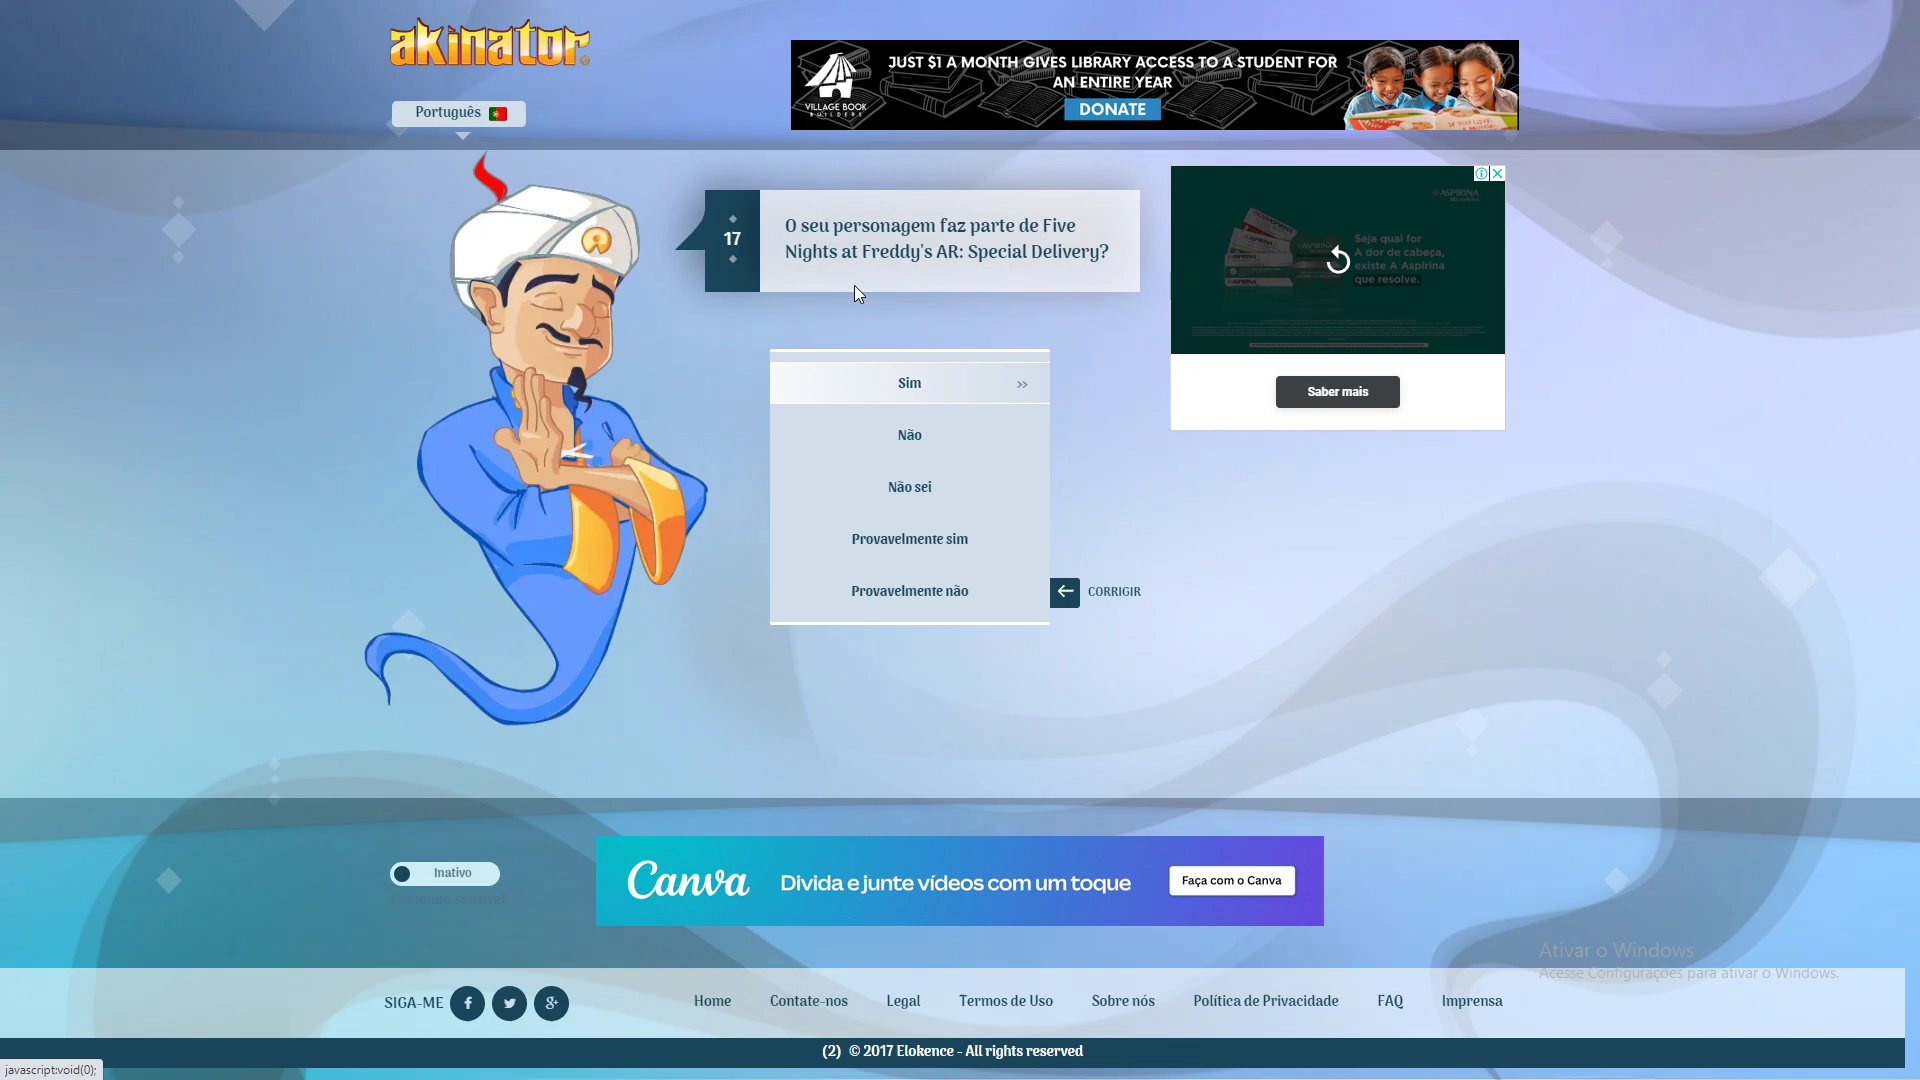 akinator
JUST $1 A MONTH GIVES LIBRARY ACCESS TO A STUDENT FOR
AN ENTIRE YEAR
VILLAGE BOOK
BUILDERS
DONATE
Português
17
O seu personagem faz parte de Five
Nights at Freddy's AR: Special Delivery?
ASPIRINA
Seja qual for
A dor de cabeça,
existe A Aspirina
que resolve.
Saber mais
Sim
Não
Não sei
Provavelmente sim
Provavelmente não
CORRIGIR
Inativo
Conteúdo sensível
Canva
Divida e junte vídeos com um toque
Faça com o Canva
Ativar o Windows
Acesse Configurações para ativar o Windows.
SIGA-ME
Home
Contate-nos
Legal
Termos de Uso
Sobre nós
Política de Privacidade
FAQ
Imprensa
(2) © 2017 Elokence - All rights reserved
javascript:void(0);